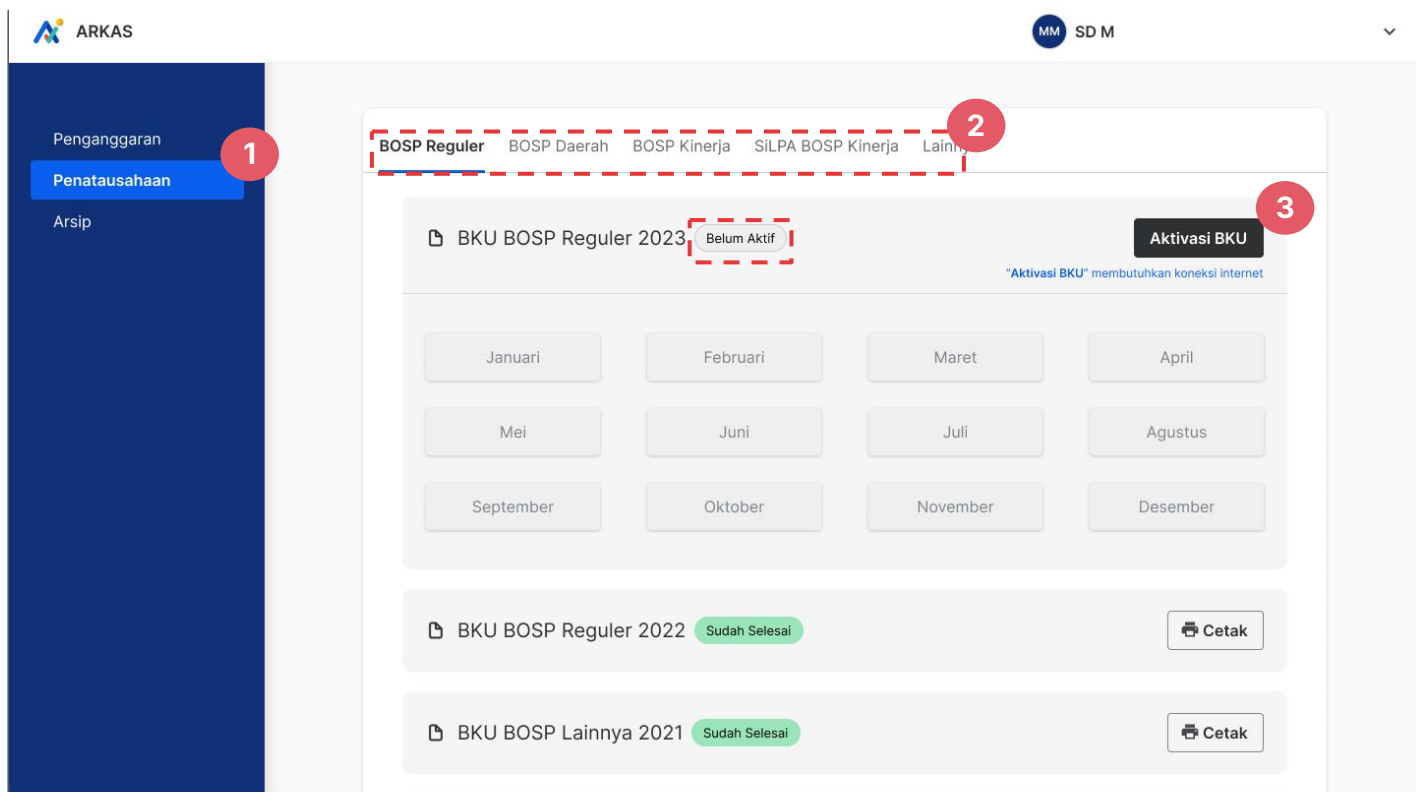 ARKAS
MM SD M
Penganggaran
Penatausahaan
Arsip
1
2
3
BOSP Reguler BOSP Daerah BOSP Kinerja SiLPA BOSP Kinerja
BKU BOSP Reguler 2023 Belum Aktif Aktivasi BKU
"Aktivasi BKU" membutuhkan koneksi internet
Januari Februari Maret April
Mei Juni Juli Agustus
September Oktober November Desember
BKU BOSP Reguler 2022 Sudah Selesai Cetak
BKU BOSP Lainnya 2021 Sudah Selesai Cetak